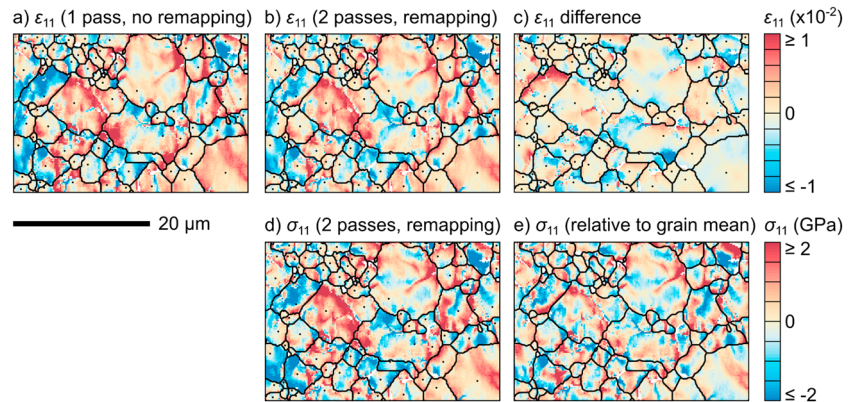 a) ε11 (1 pass, no remapping) b) ε11 (2 passes, remapping) c) ε11 difference ε11 (x10-2)
≥ 1
0
≤ -1
20 µm
d) σ11 (2 passes, remapping) e) σ11 (relative to grain mean) σ11 (GPa)
≥ 2
0
≤ -2